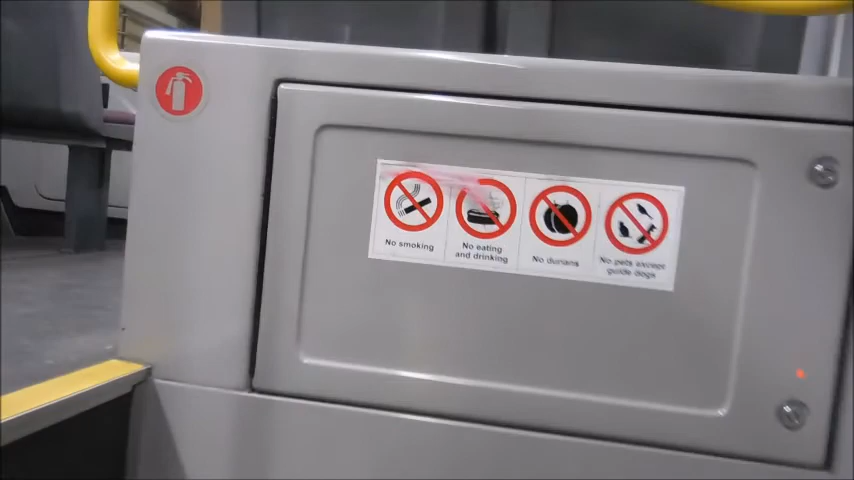 No smoking
No eating
and drinking
No durians
No pets except
guide dogs